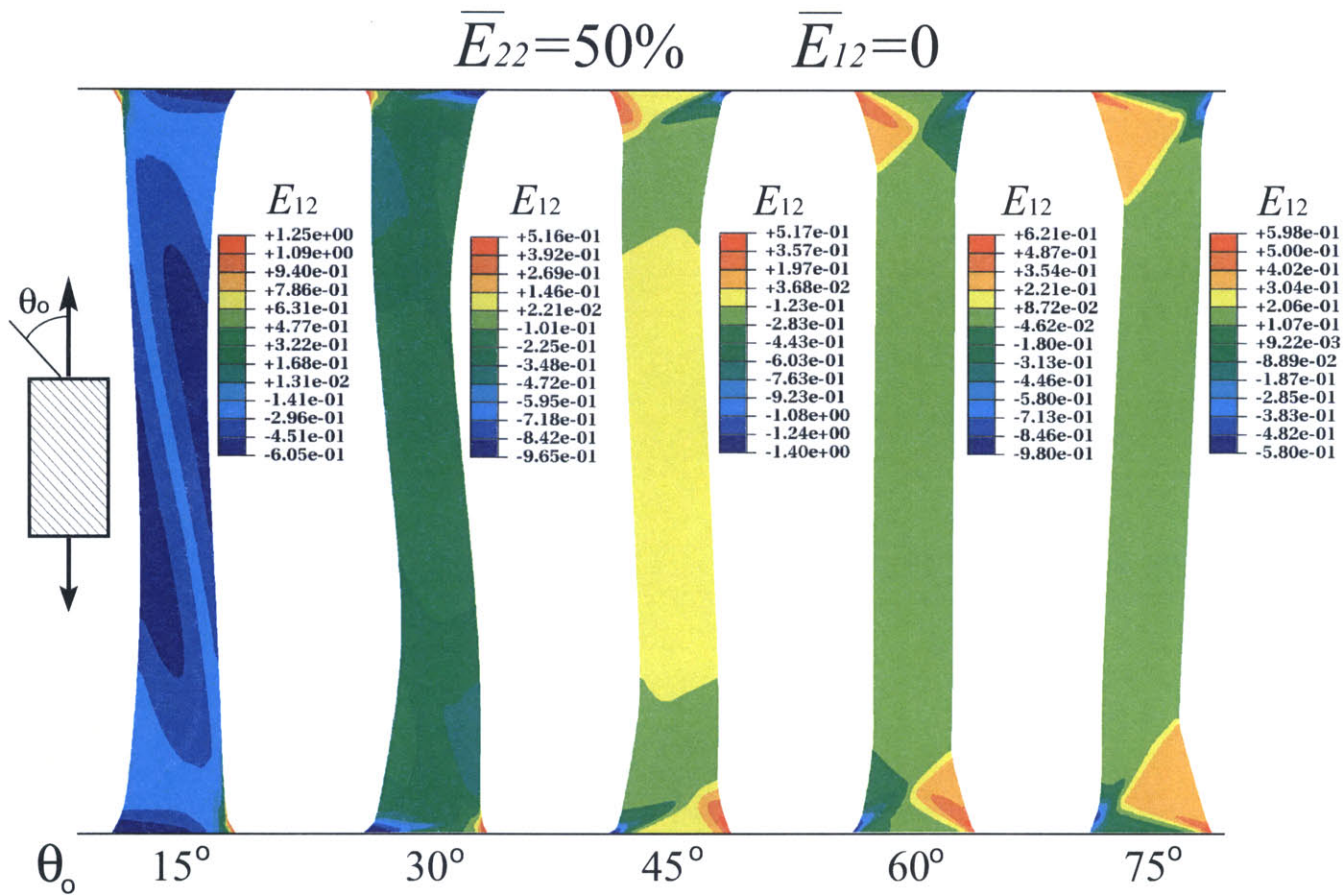 E̅₂₂=50% E̅₁₂=0
E₁₂
+1.25e+00
+1.09e+00
+9.40e-01
+7.86e-01
+6.31e-01
+4.77e-01
+3.22e-01
+1.68e-01
+1.31e-02
-1.41e-01
-2.96e-01
-4.51e-01
-6.05e-01
E₁₂
+5.16e-01
+3.92e-01
+2.69e-01
+1.46e-01
+2.21e-02
-1.01e-01
-2.25e-01
-3.48e-01
-4.72e-01
-5.95e-01
-7.18e-01
-8.42e-01
-9.65e-01
E₁₂
+5.17e-01
+3.57e-01
+1.97e-01
+3.68e-02
-1.23e-01
-2.83e-01
-4.43e-01
-6.03e-01
-7.63e-01
-9.23e-01
-1.08e+00
-1.24e+00
-1.40e+00
E₁₂
+6.21e-01
+4.87e-01
+3.54e-01
+2.21e-01
+8.72e-02
-4.62e-02
-1.80e-01
-3.13e-01
-4.46e-01
-5.80e-01
-7.13e-01
-8.46e-01
-9.80e-01
E₁₂
+5.98e-01
+5.00e-01
+4.02e-01
+3.04e-01
+2.06e-01
+1.07e-01
+9.22e-03
-8.89e-02
-1.87e-01
-2.85e-01
-3.83e-01
-4.82e-01
-5.80e-01
θo
θo 15° 30° 45° 60° 75°